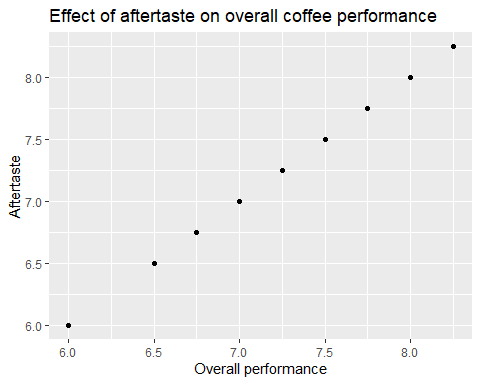 Effect of aftertaste on overall coffee performance
Aftertaste
8.0
7.5
7.0
6.5
6.0
6.0 6.5 7.0 7.5 8.0
Overall performance